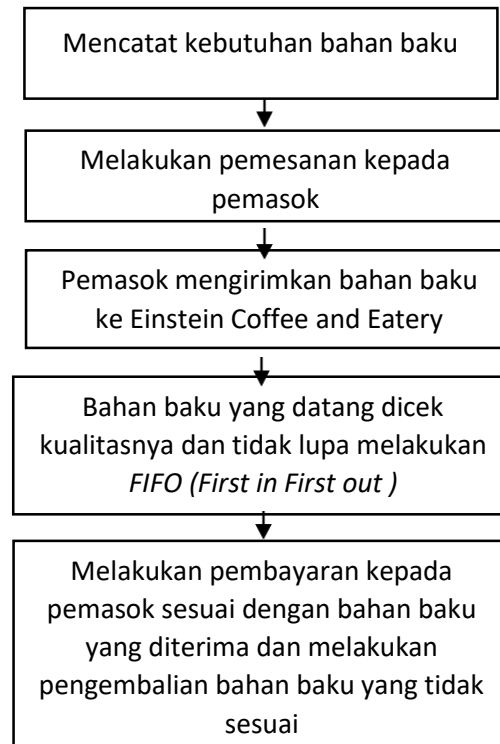 Mencatat kebutuhan bahan baku
Melakukan pemesanan kepada
pemasok
Pemasok mengirimkan bahan baku
ke Einstein Coffee and Eatery
Bahan baku yang datang dicek
kualitasnya dan tidak lupa melakukan
FIFO (First in First out )
Melakukan pembayaran kepada
pemasok sesuai dengan bahan baku
yang diterima dan melakukan
pengembalian bahan baku yang tidak
sesuai